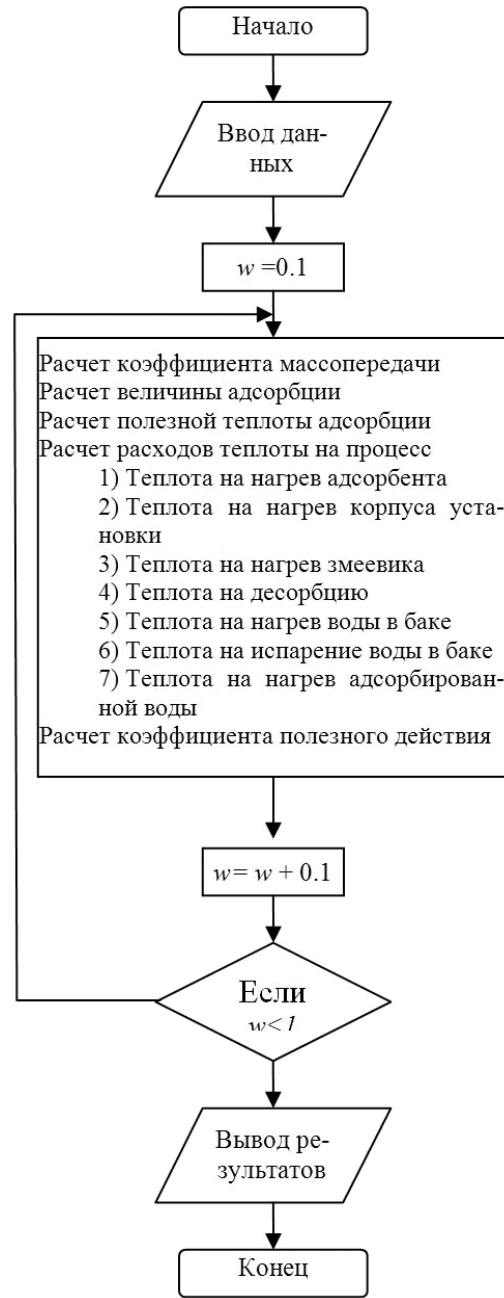 Начало
Ввод дан-
ных
w =0.1
Расчет коэффициента массопередачи
Расчет величины адсорбции
Расчет полезной теплоты адсорбции
Расчет расходов теплоты на процесс
1) Теплота на нагрев адсорбента
2) Теплота на нагрев корпуса уста-
новки
3) Теплота на нагрев змеевика
4) Теплота на десорбцию
5) Теплота на нагрев воды в баке
6) Теплота на испарение воды в баке
7) Теплота на нагрев адсорбирован-
ной воды
Расчет коэффициента полезного действия
w= w + 0.1
Если
w< 1
Вывод ре-
зультатов
Конец